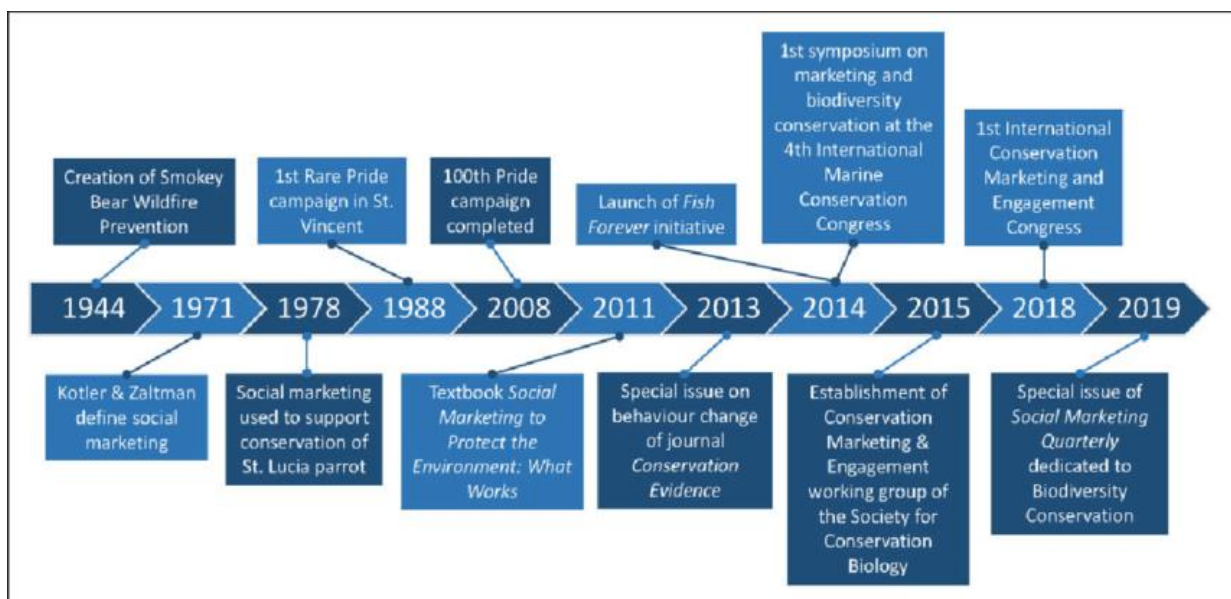 Creation of Smokey
Bear Wildfire
Prevention
1st Rare Pride
campaign in St.
Vincent
100th Pride
campaign
completed
Launch of Fish
Forever initiative
1st symposium on
marketing and
biodiversity
conservation at the
4th International
Marine
Conservation
Congress
1st International
Conservation
Marketing and
Engagement
Congress
1944 1971 1978 1988 2008 2011 2013 2014 2015 2018 2019
Kotler & Zaltman
define social
marketing
Social marketing
used to support
conservation of
St. Lucia parrot
Textbook Social
Marketing to
Protect the
Environment: What
Works
Special issue on
behaviour change
of journal
Conservation
Evidence
Establishment of
Conservation
Marketing &
Engagement
working group of
the Society for
Conservation
Biology
Special issue of
Social Marketing
Quarterly
dedicated to
Biodiversity
Conservation